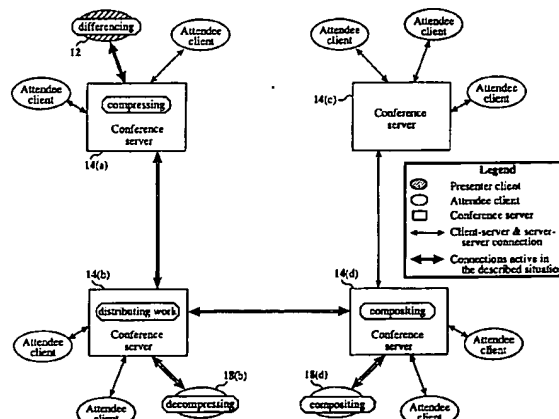 differencing
12
Attendee
client
Attendee
client
compressing
Conference
server
14(a)
Attendee
client
Attendee
client
Attendee
client
14(c)
Conference
server
Legend
Presenter client
Attendee client
Conference server
Client-server & server-
server connection
Connections active in
the described situation
14(b)
distributing work
Conference
server
Attendee
client
Attendee
client
18(b)
decompressing
14(d)
compositing
Conference
server
Attendee
client
18(d)
compositing
Attendee
client